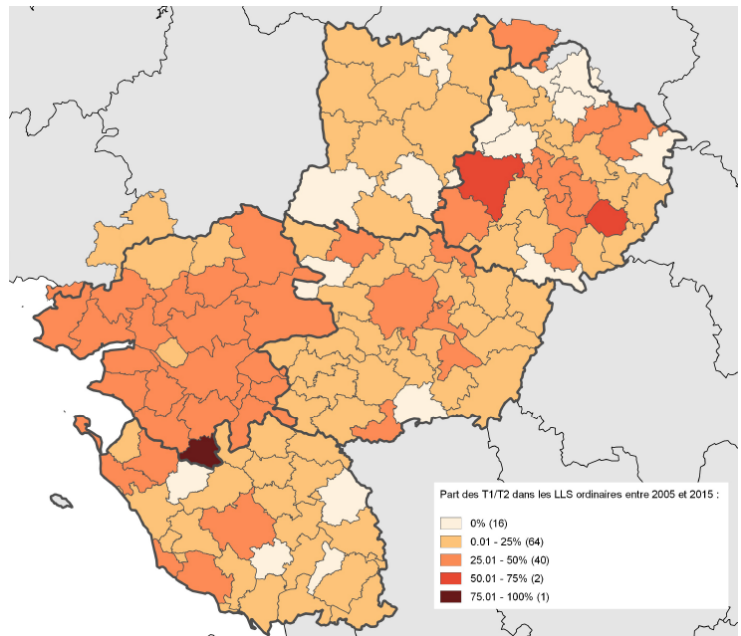 Part des T1/T2 dans les LLS ordinaires entre 2005 et 2015 :
0% (16)
0.01 - 25% (64)
25.01 - 50% (40)
50.01 - 75% (2)
75.01 - 100% (1)